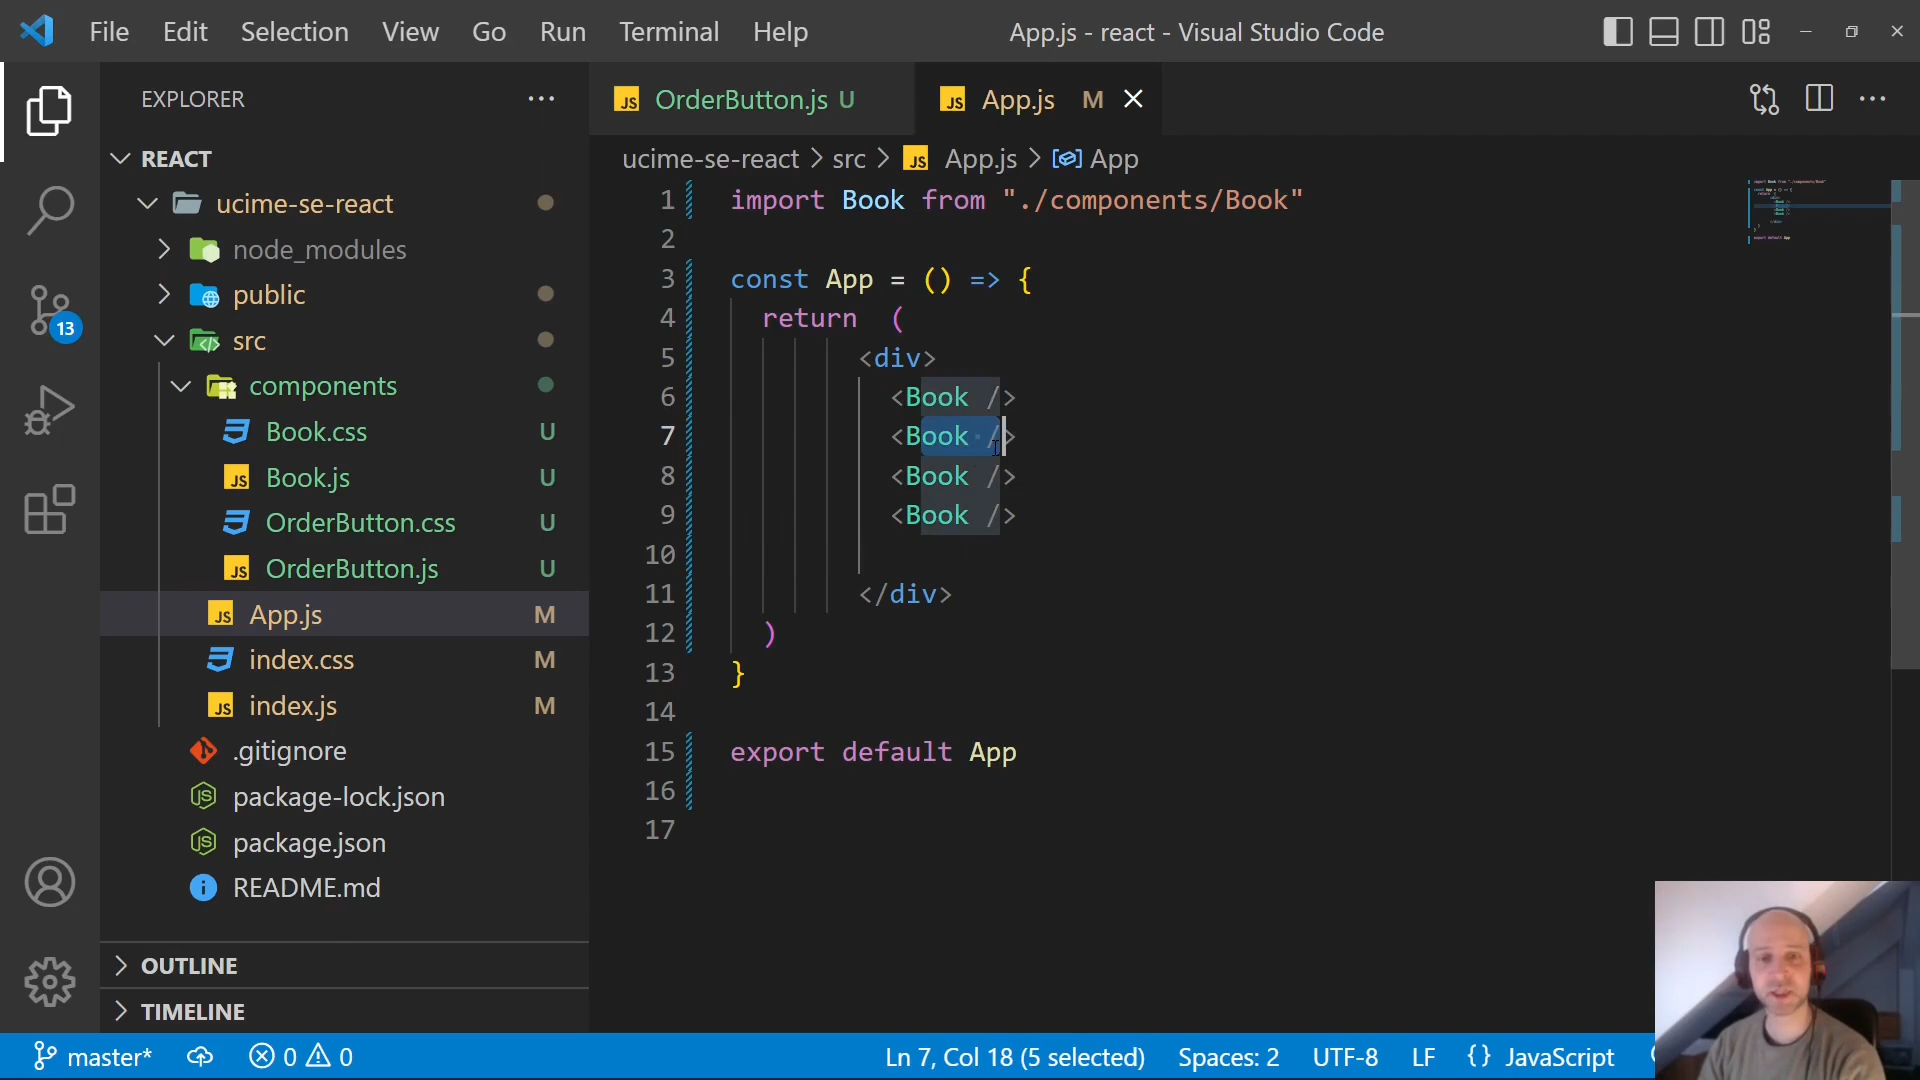 File Edit Selection View Go Run Terminal Help App.js - react - Visual Studio Code
EXPLORER
REACT
ucime-se-react
node_modules
public
src
components
Book.css U
Book.js U
OrderButton.css U
OrderButton.js U
App.js M
index.css M
index.js M
.gitignore
package-lock.json
package.json
README.md
OUTLINE
TIMELINE
13
OrderButton.js U App.js M
ucime-se-react > src > App.js > App
1 import Book from "./components/Book"
2
3 const App = () => {
4 return (
5 <div>
6 <Book />
7 <Book />
8 <Book />
9 <Book />
10
11 </div>
12 )
13 }
14
15 export default App
16
17
master* 0 0 Ln 7, Col 18 (5 selected) Spaces: 2 UTF-8 LF {} JavaScript